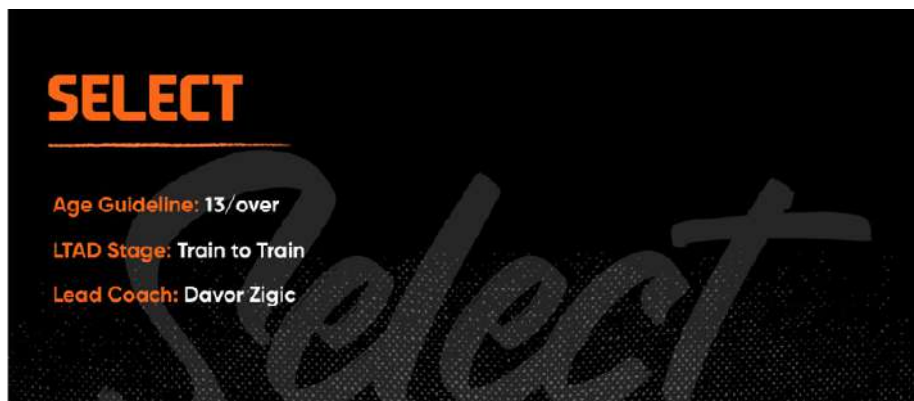 SELECT
Age Guideline: 13/over
LTAD Stage: Train to Train
Lead Coach: Davor Zigic
Select